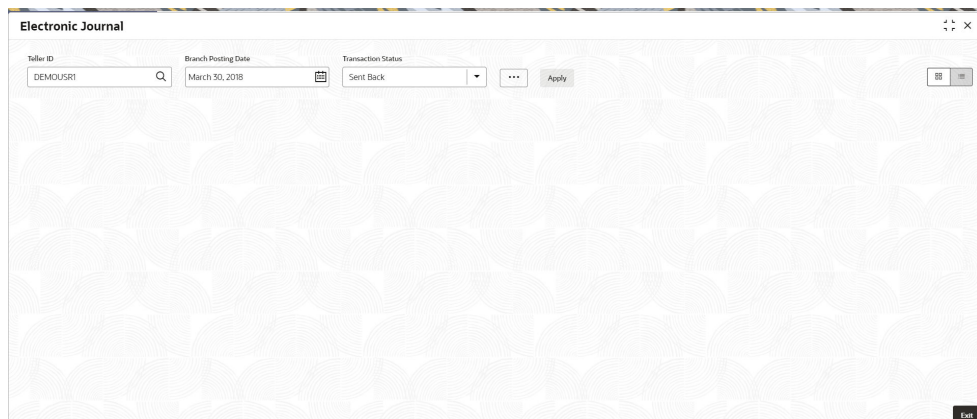 Electronic Journal
Teller ID Branch Posting Date Transaction Status
DEMOUSR1 March 30, 2018 Sent Back ... Apply
Exit